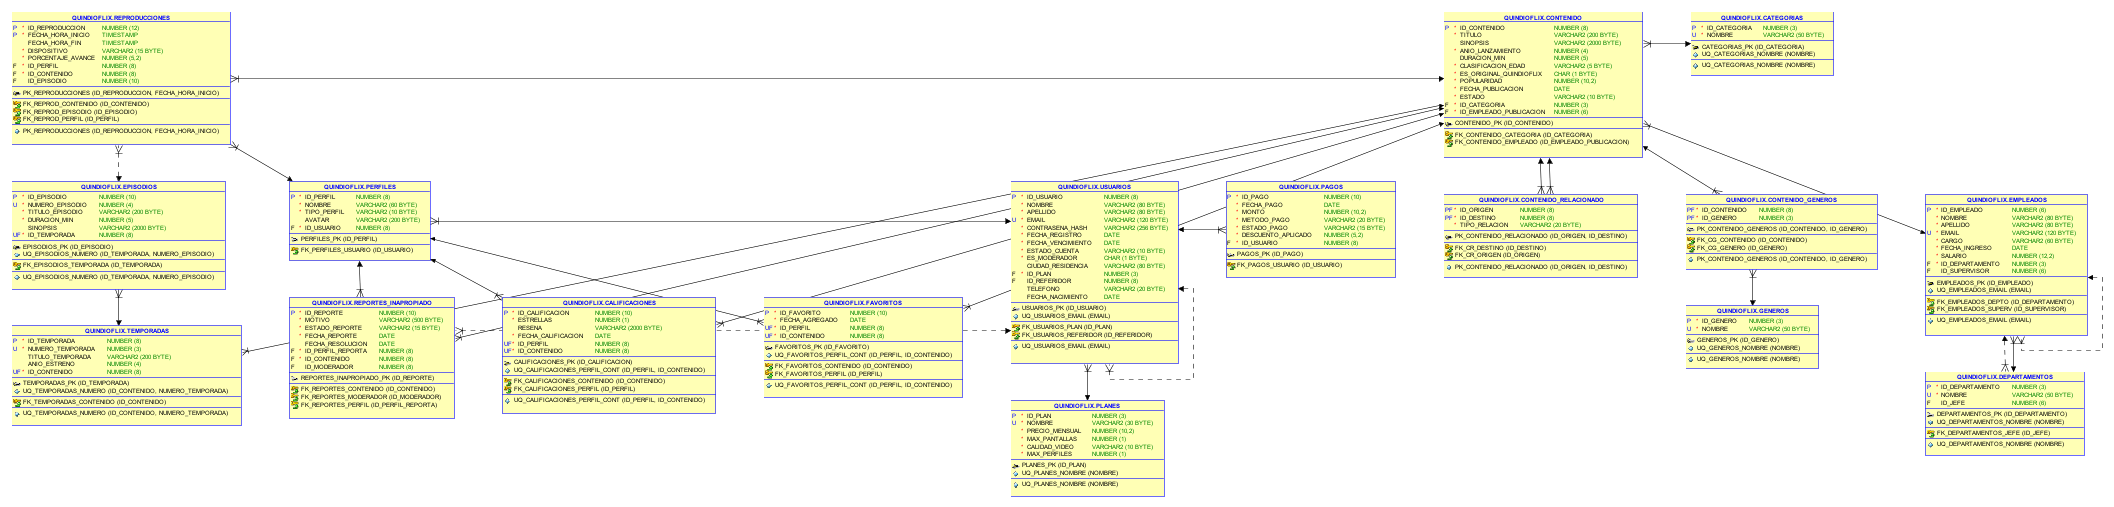 QUINDIOFLIX.REPRODUCCIONES
P * ID_REPRODUCCION NUMBER (12)
P * FECHA_HORA_INICIO TIMESTAMP
FECHA_HORA_FIN TIMESTAMP
* DISPOSITIVO VARCHAR2 (15 BYTE)
* PORCENTAJE_AVANCE NUMBER (5,2)
F * ID_PERFIL NUMBER (8)
F * ID_CONTENIDO NUMBER (8)
F ID_EPISODIO NUMBER (10)
PK_REPRODUCCIONES (ID_REPRODUCCION, FECHA_HORA_INICIO)
FK_REPROD_CONTENIDO (ID_CONTENIDO)
FK_REPROD_EPISODIO (ID_EPISODIO)
FK_REPROD_PERFIL (ID_PERFIL)
PK_REPRODUCCIONES (ID_REPRODUCCION, FECHA_HORA_INICIO)
QUINDIOFLIX.CONTENIDO
P * ID_CONTENIDO NUMBER (8)
* TITULO VARCHAR2 (200 BYTE)
SINOPSIS VARCHAR2 (2000 BYTE)
* ANIO_LANZAMIENTO NUMBER (4)
DURACION_MIN NUMBER (5)
* CLASIFICACION_EDAD VARCHAR2 (5 BYTE)
* ES_ORIGINAL_QUINDIOFLIX CHAR (1 BYTE)
* POPULARIDAD NUMBER (10,2)
* FECHA_PUBLICACION DATE
* ESTADO VARCHAR2 (10 BYTE)
F * ID_CATEGORIA NUMBER (3)
F * ID_EMPLEADO_PUBLICACION NUMBER (6)
CONTENIDO_PK (ID_CONTENIDO)
FK_CONTENIDO_CATEGORIA (ID_CATEGORIA)
FK_CONTENIDO_EMPLEADO (ID_EMPLEADO_PUBLICACION)
QUINDIOFLIX.CATEGORIAS
P * ID_CATEGORIA NUMBER (3)
U * NOMBRE VARCHAR2 (50 BYTE)
CATEGORIAS_PK (ID_CATEGORIA)
UQ_CATEGORIAS_NOMBRE (NOMBRE)
UQ_CATEGORIAS_NOMBRE (NOMBRE)
QUINDIOFLIX.EPISODIOS
P * ID_EPISODIO NUMBER (10)
U * NUMERO_EPISODIO NUMBER (4)
* TITULO_EPISODIO VARCHAR2 (200 BYTE)
* DURACION_MIN NUMBER (5)
SINOPSIS VARCHAR2 (2000 BYTE)
UF* ID_TEMPORADA NUMBER (8)
EPISODIOS_PK (ID_EPISODIO)
UQ_EPISODIOS_NUMERO (ID_TEMPORADA, NUMERO_EPISODIO)
FK_EPISODIOS_TEMPORADA (ID_TEMPORADA)
UQ_EPISODIOS_NUMERO (ID_TEMPORADA, NUMERO_EPISODIO)
QUINDIOFLIX.PERFILES
P * ID_PERFIL NUMBER (8)
* NOMBRE VARCHAR2 (60 BYTE)
* TIPO_PERFIL VARCHAR2 (10 BYTE)
AVATAR VARCHAR2 (200 BYTE)
F * ID_USUARIO NUMBER (8)
PERFILES_PK (ID_PERFIL)
FK_PERFILES_USUARIO (ID_USUARIO)
QUINDIOFLIX.USUARIOS
P * ID_USUARIO NUMBER (8)
* NOMBRE VARCHAR2 (80 BYTE)
* APELLIDO VARCHAR2 (80 BYTE)
U * EMAIL VARCHAR2 (120 BYTE)
* CONTRASENA_HASH VARCHAR2 (256 BYTE)
* FECHA_REGISTRO DATE
* FECHA_VENCIMIENTO DATE
* ESTADO_CUENTA VARCHAR2 (10 BYTE)
* ES_MODERADOR CHAR (1 BYTE)
CIUDAD_RESIDENCIA VARCHAR2 (80 BYTE)
F * ID_PLAN NUMBER (3)
F ID_REFERIDOR NUMBER (8)
TELEFONO VARCHAR2 (20 BYTE)
FECHA_NACIMIENTO DATE
USUARIOS_PK (ID_USUARIO)
UQ_USUARIOS_EMAIL (EMAIL)
FK_USUARIOS_PLAN (ID_PLAN)
FK_USUARIOS_REFERIDOR (ID_REFERIDOR)
UQ_USUARIOS_EMAIL (EMAIL)
QUINDIOFLIX.PAGOS
P * ID_PAGO NUMBER (10)
* FECHA_PAGO DATE
* MONTO NUMBER (10,2)
* METODO_PAGO VARCHAR2 (20 BYTE)
* ESTADO_PAGO VARCHAR2 (15 BYTE)
* DESCUENTO_APLICADO NUMBER (5,2)
F * ID_USUARIO NUMBER (8)
PAGOS_PK (ID_PAGO)
FK_PAGOS_USUARIO (ID_USUARIO)
QUINDIOFLIX.CONTENIDO_RELACIONADO
PF* ID_ORIGEN NUMBER (8)
PF* ID_DESTINO NUMBER (8)
* TIPO_RELACION VARCHAR2 (20 BYTE)
PK_CONTENIDO_RELACIONADO (ID_ORIGEN, ID_DESTINO)
FK_CR_DESTINO (ID_DESTINO)
FK_CR_ORIGEN (ID_ORIGEN)
PK_CONTENIDO_RELACIONADO (ID_ORIGEN, ID_DESTINO)
QUINDIOFLIX.CONTENIDO_GENEROS
PF* ID_CONTENIDO NUMBER (8)
PF* ID_GENERO NUMBER (3)
PK_CONTENIDO_GENEROS (ID_CONTENIDO, ID_GENERO)
FK_CG_CONTENIDO (ID_CONTENIDO)
FK_CG_GENERO (ID_GENERO)
PK_CONTENIDO_GENEROS (ID_CONTENIDO, ID_GENERO)
QUINDIOFLIX.EMPLEADOS
P * ID_EMPLEADO NUMBER (6)
* NOMBRE VARCHAR2 (80 BYTE)
* APELLIDO VARCHAR2 (80 BYTE)
U * EMAIL VARCHAR2 (120 BYTE)
* CARGO VARCHAR2 (60 BYTE)
* FECHA_INGRESO DATE
* SALARIO NUMBER (12,2)
F * ID_DEPARTAMENTO NUMBER (3)
F ID_SUPERVISOR NUMBER (6)
EMPLEADOS_PK (ID_EMPLEADO)
UQ_EMPLEADOS_EMAIL (EMAIL)
FK_EMPLEADOS_DEPTO (ID_DEPARTAMENTO)
FK_EMPLEADOS_SUPERV (ID_SUPERVISOR)
UQ_EMPLEADOS_EMAIL (EMAIL)
QUINDIOFLIX.TEMPORADAS
P * ID_TEMPORADA NUMBER (8)
U * NUMERO_TEMPORADA NUMBER (3)
TITULO_TEMPORADA VARCHAR2 (200 BYTE)
* ANIO_ESTRENO NUMBER (4)
UF* ID_CONTENIDO NUMBER (8)
TEMPORADAS_PK (ID_TEMPORADA)
UQ_TEMPORADAS_NUMERO (ID_CONTENIDO, NUMERO_TEMPORADA)
FK_TEMPORADAS_CONTENIDO (ID_CONTENIDO)
UQ_TEMPORADAS_NUMERO (ID_CONTENIDO, NUMERO_TEMPORADA)
QUINDIOFLIX.REPORTES_INAPROPIADO
P * ID_REPORTE NUMBER (10)
* MOTIVO VARCHAR2 (500 BYTE)
* ESTADO_REPORTE VARCHAR2 (15 BYTE)
* FECHA_REPORTE DATE
FECHA_RESOLUCION DATE
F * ID_PERFIL_REPORTA NUMBER (8)
F * ID_CONTENIDO NUMBER (8)
F ID_MODERADOR NUMBER (8)
REPORTES_INAPROPIADO_PK (ID_REPORTE)
FK_REPORTES_CONTENIDO (ID_CONTENIDO)
FK_REPORTES_MODERADOR (ID_MODERADOR)
FK_REPORTES_PERFIL (ID_PERFIL_REPORTA)
QUINDIOFLIX.CALIFICACIONES
P * ID_CALIFICACION NUMBER (10)
* ESTRELLAS NUMBER (1)
RESENA VARCHAR2 (2000 BYTE)
* FECHA_CALIFICACION DATE
UF* ID_PERFIL NUMBER (8)
UF* ID_CONTENIDO NUMBER (8)
CALIFICACIONES_PK (ID_CALIFICACION)
UQ_CALIFICACIONES_PERFIL_CONT (ID_PERFIL, ID_CONTENIDO)
FK_CALIFICACIONES_CONTENIDO (ID_CONTENIDO)
FK_CALIFICACIONES_PERFIL (ID_PERFIL)
UQ_CALIFICACIONES_PERFIL_CONT (ID_PERFIL, ID_CONTENIDO)
QUINDIOFLIX.FAVORITOS
P * ID_FAVORITO NUMBER (10)
* FECHA_AGREGADO DATE
UF* ID_PERFIL NUMBER (8)
UF* ID_CONTENIDO NUMBER (8)
FAVORITOS_PK (ID_FAVORITO)
UQ_FAVORITOS_PERFIL_CONT (ID_PERFIL, ID_CONTENIDO)
FK_FAVORITOS_CONTENIDO (ID_CONTENIDO)
FK_FAVORITOS_PERFIL (ID_PERFIL)
UQ_FAVORITOS_PERFIL_CONT (ID_PERFIL, ID_CONTENIDO)
QUINDIOFLIX.GENEROS
P * ID_GENERO NUMBER (3)
U * NOMBRE VARCHAR2 (50 BYTE)
GENEROS_PK (ID_GENERO)
UQ_GENEROS_NOMBRE (NOMBRE)
UQ_GENEROS_NOMBRE (NOMBRE)
QUINDIOFLIX.PLANES
P * ID_PLAN NUMBER (3)
U * NOMBRE VARCHAR2 (30 BYTE)
* PRECIO_MENSUAL NUMBER (10,2)
* MAX_PANTALLAS NUMBER (1)
* CALIDAD_VIDEO VARCHAR2 (10 BYTE)
* MAX_PERFILES NUMBER (1)
PLANES_PK (ID_PLAN)
UQ_PLANES_NOMBRE (NOMBRE)
UQ_PLANES_NOMBRE (NOMBRE)
QUINDIOFLIX.DEPARTAMENTOS
P * ID_DEPARTAMENTO NUMBER (3)
U * NOMBRE VARCHAR2 (50 BYTE)
F ID_JEFE NUMBER (6)
DEPARTAMENTOS_PK (ID_DEPARTAMENTO)
UQ_DEPARTAMENTOS_NOMBRE (NOMBRE)
FK_DEPARTAMENTOS_JEFE (ID_JEFE)
UQ_DEPARTAMENTOS_NOMBRE (NOMBRE)